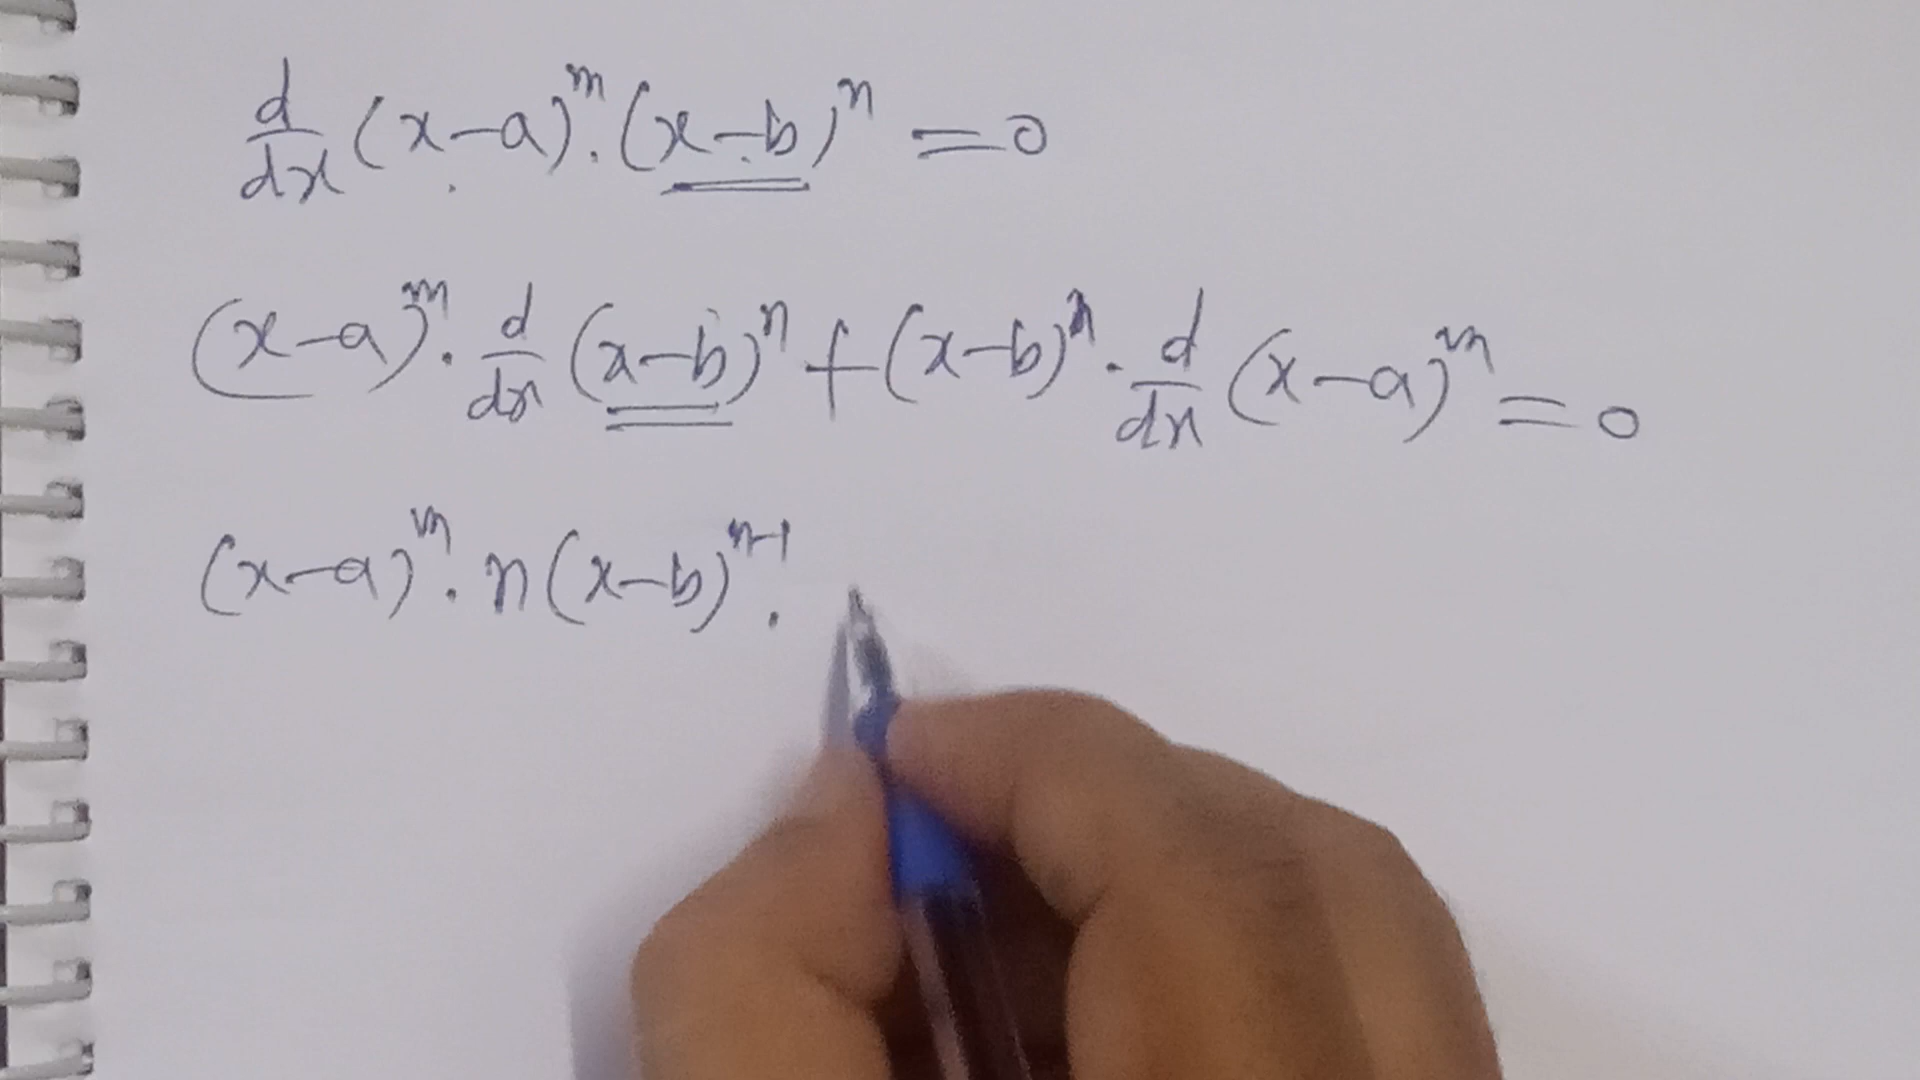 d/dx (x-a)^m . (x-b)^n = 0
(x-a)^m . d/dx (x-b)^n + (x-b)^n . d/dx (x-a)^m = 0
(x-a)^m . n(x-b)^n-1 .